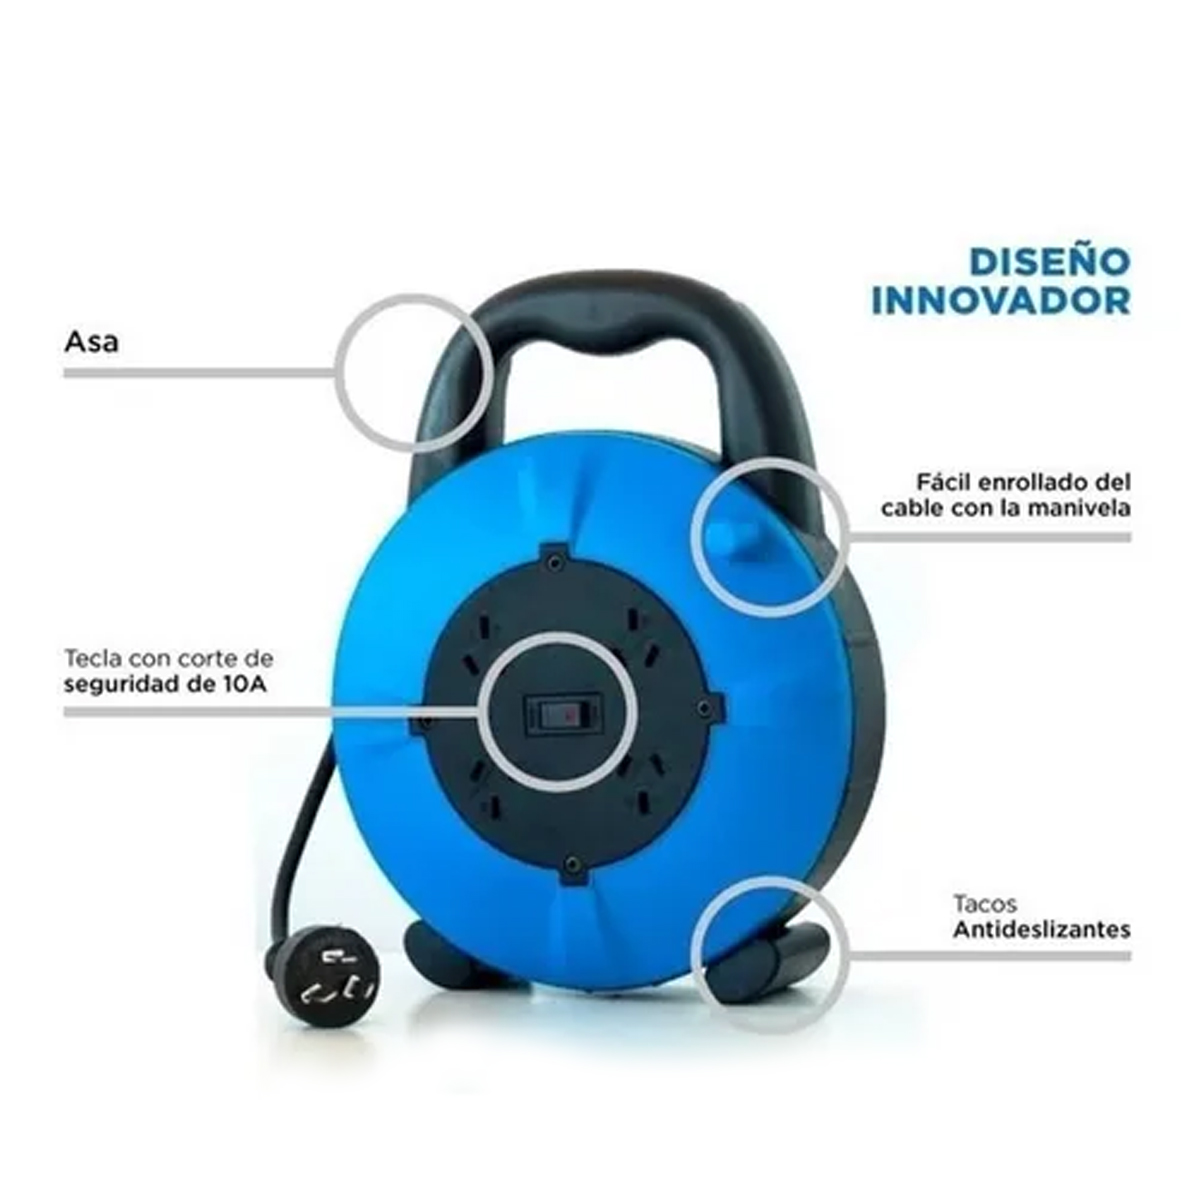 DISEÑO
INNOVADOR
Asa
Fácil enrollado del
cable con la manivela
Tecla con corte de
seguridad de 10A
Tacos
Antideslizantes